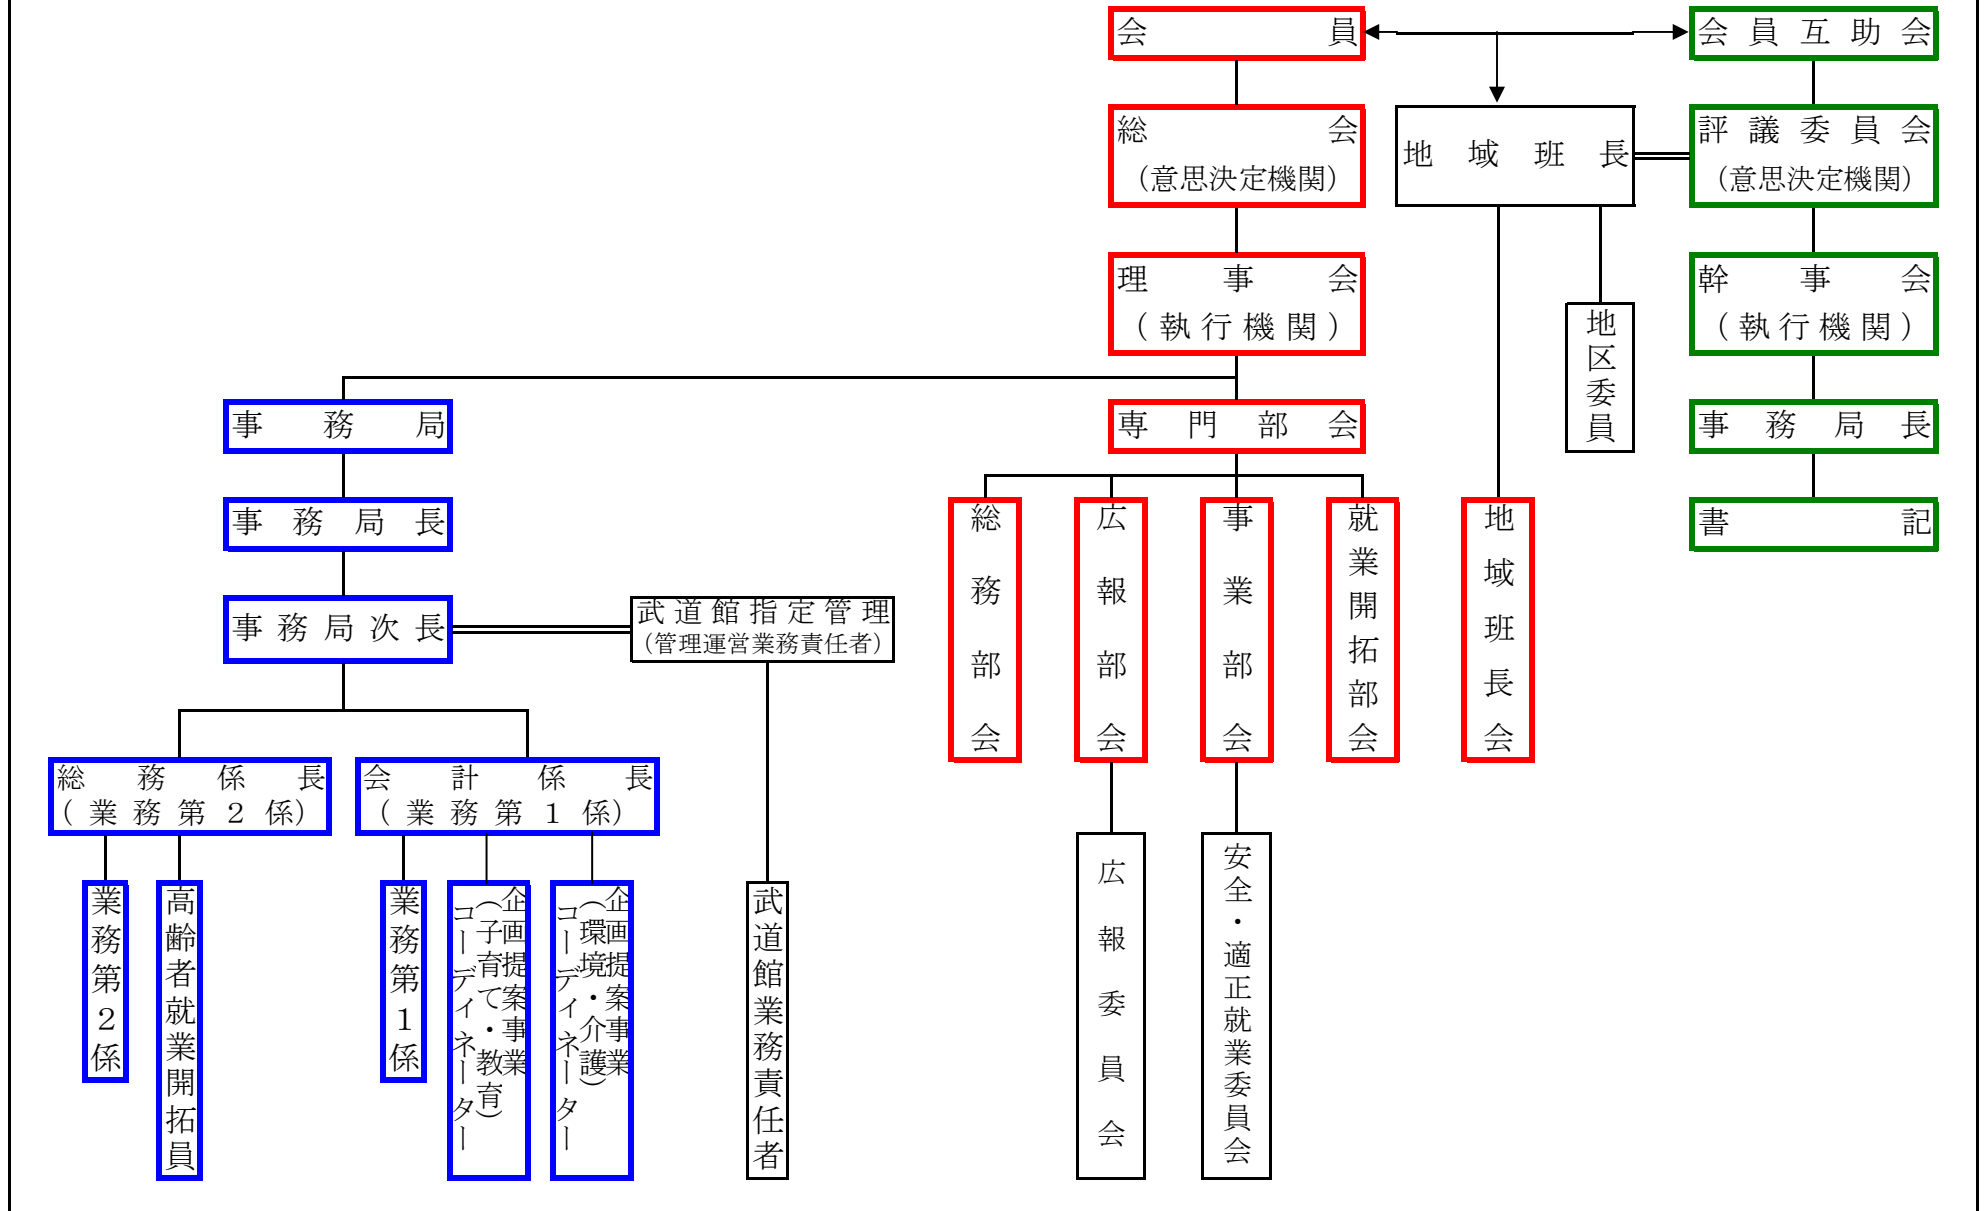 会員
会員互助会
総会
（意思決定機関）
地域班長
評議委員会
（意思決定機関）
理事会
（執行機関）
幹事会
（執行機関）
地区委員
事務局
専門部会
事務局長
事務局長
総務部会
広報部会
事業部会
就業開拓部会
地域班長会
書記
事務局次長
武道館指定管理
（管理運営業務責任者）
総務係長
（業務第２係）
会計係長
（業務第１係）
業務第２係
高齢者就業開拓員
業務第１係
企画提案事業
（子育て・教育）
コーディネーター
企画提案事業
（環境・介護）
コーディネーター
武道館業務責任者
広報委員会
安全・適正就業委員会